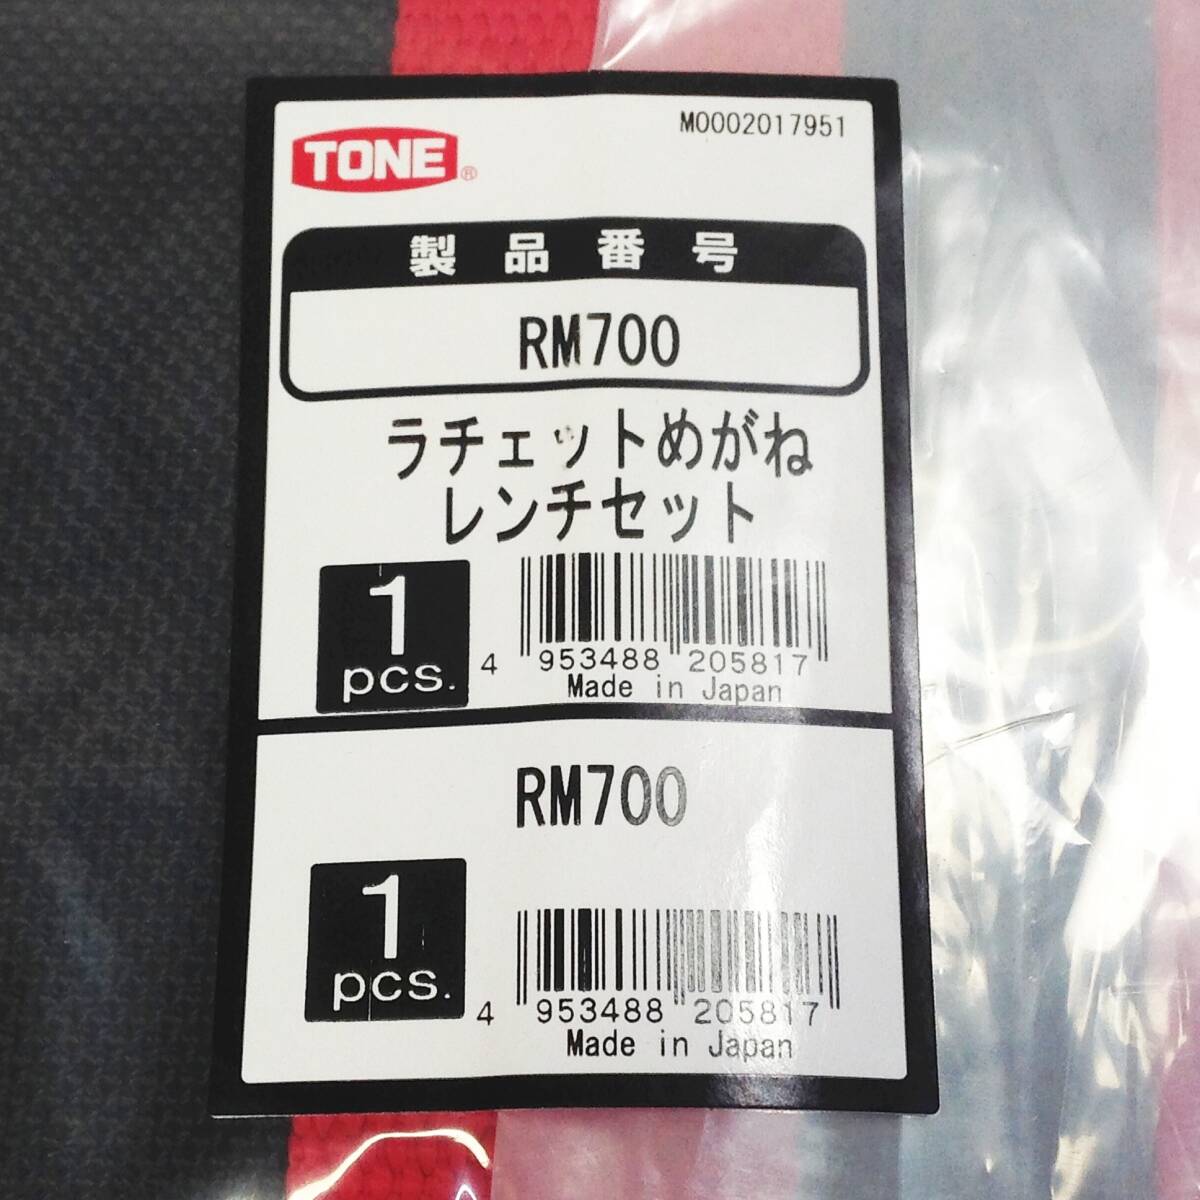 M0002017951
TONE®
製品番号
RM700
ラチェットめがね
レンチセット
1
pcs.
4 953488 205817
Made in Japan
RM700
1
pcs.
4 953488 205817
Made in Japan